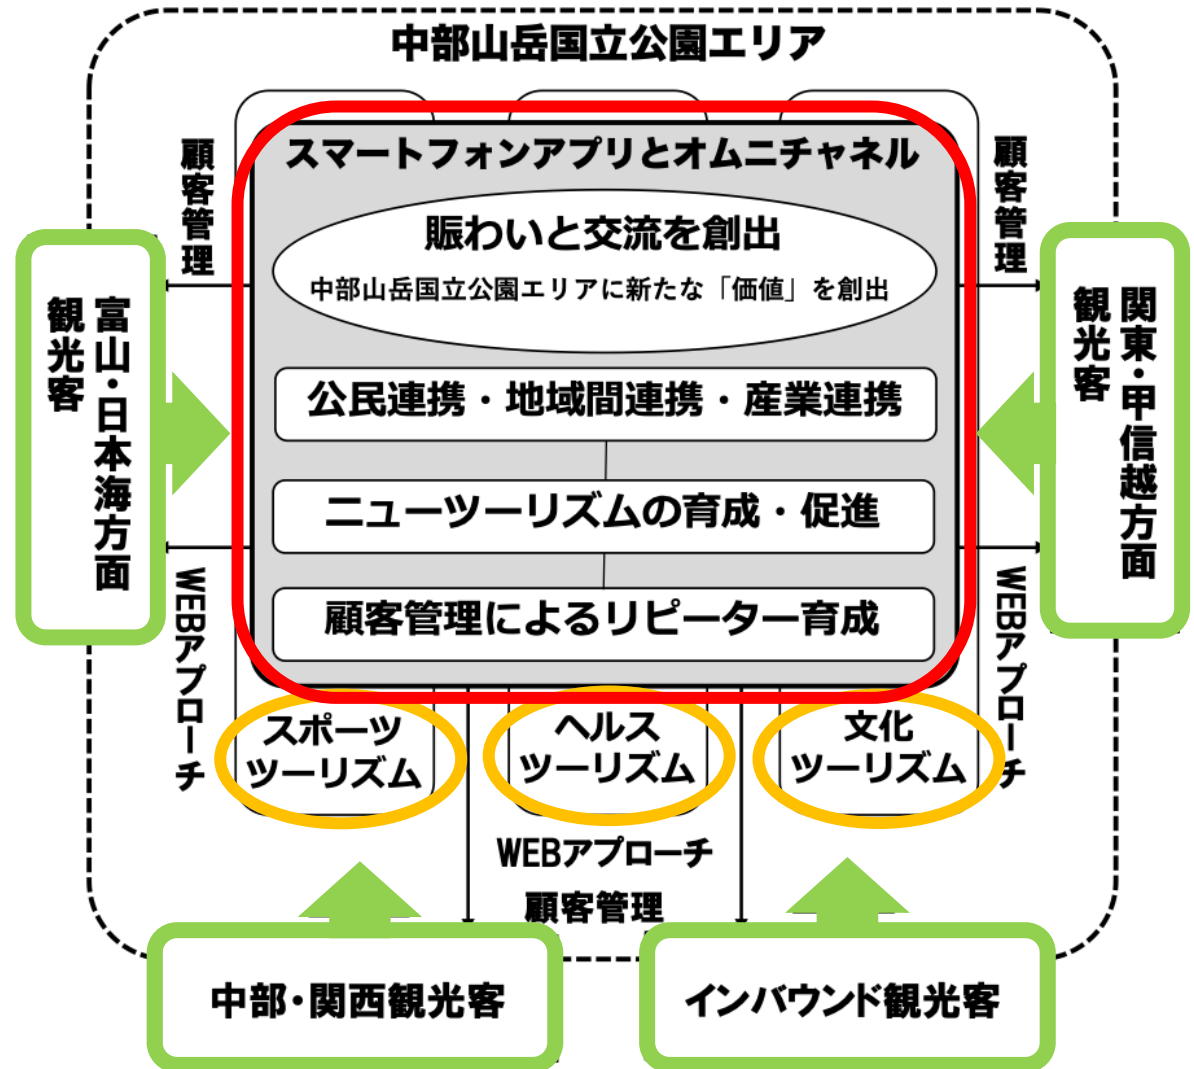 中部山岳国立公園エリア
スマートフォンアプリとオムニチャネル
賑わいと交流を創出
中部山岳国立公園エリアに新たな「価値」を創出
公民連携・地域間連携・産業連携
ニューツーリズムの育成・促進
顧客管理によるリピーター育成
顧客管理
顧客管理
富山・日本海方面
観光客
関東・甲信越方面
観光客
WEBアプローチ
WEBアプローチ
スポーツ
ツーリズム
ヘルス
ツーリズム
文化
ツーリズム
WEBアプローチ
顧客管理
中部・関西観光客
インバウンド観光客